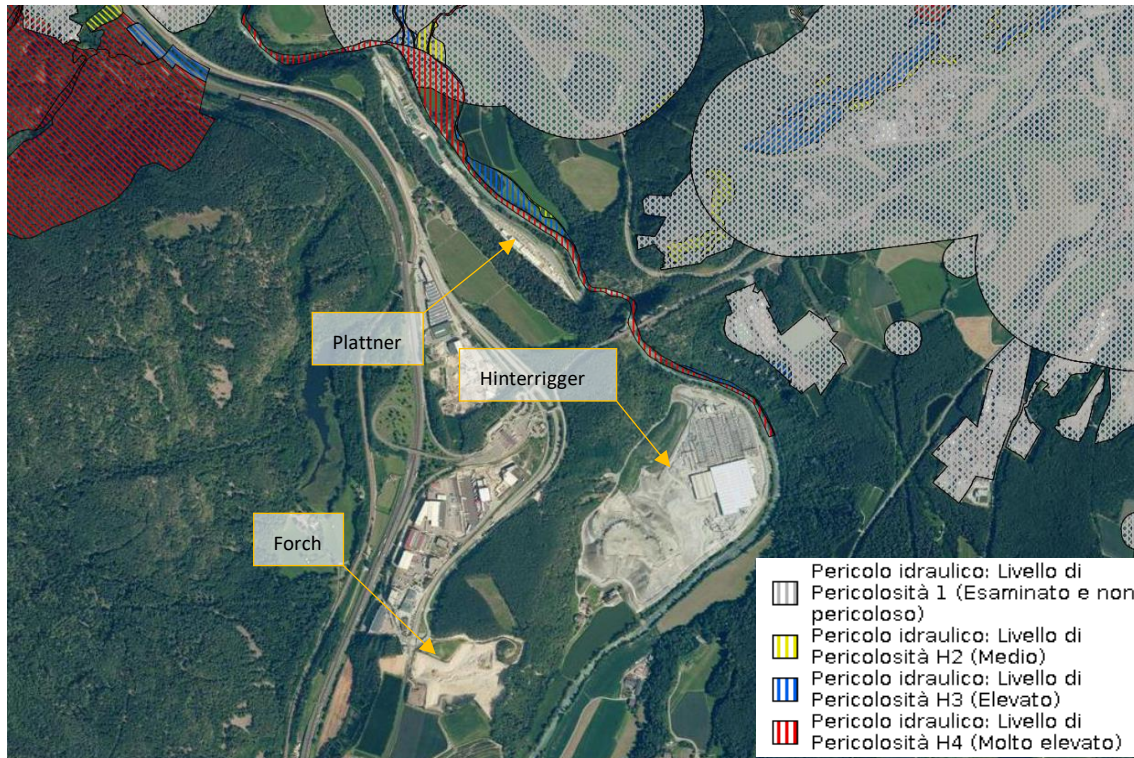 Plattner
Hinterrigger
Forch
Pericolo idraulico: Livello di
Pericolosità 1 (Esaminato e non
pericoloso)
Pericolo idraulico: Livello di
Pericolosità H2 (Medio)
Pericolo idraulico: Livello di
Pericolosità H3 (Elevato)
Pericolo idraulico: Livello di
Pericolosità H4 (Molto elevato)